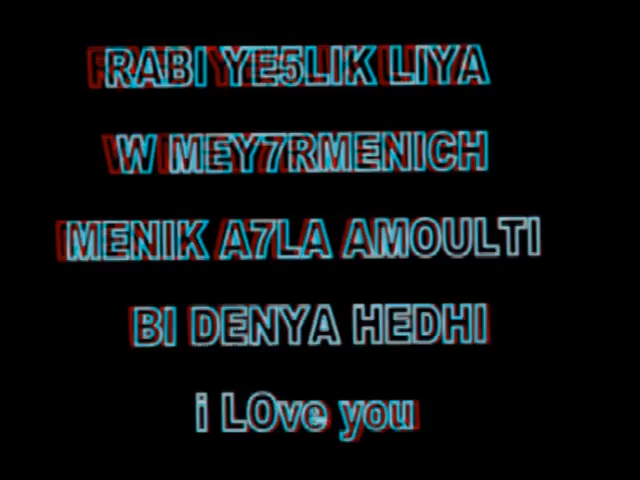 RABI YE5LIK LIYA
W MEY7RMENICH
MENIK A7LA AMOULTI
BI DENYA HEDHI
i LOve you